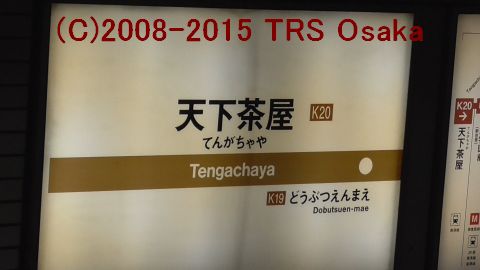 (C)2008-2015 TRS Osaka
天下茶屋 K20
てんがちゃや
Tengachaya
K19 どうぶつえんまえ
Dobutsuen-mae
K20
→
天下茶屋
M